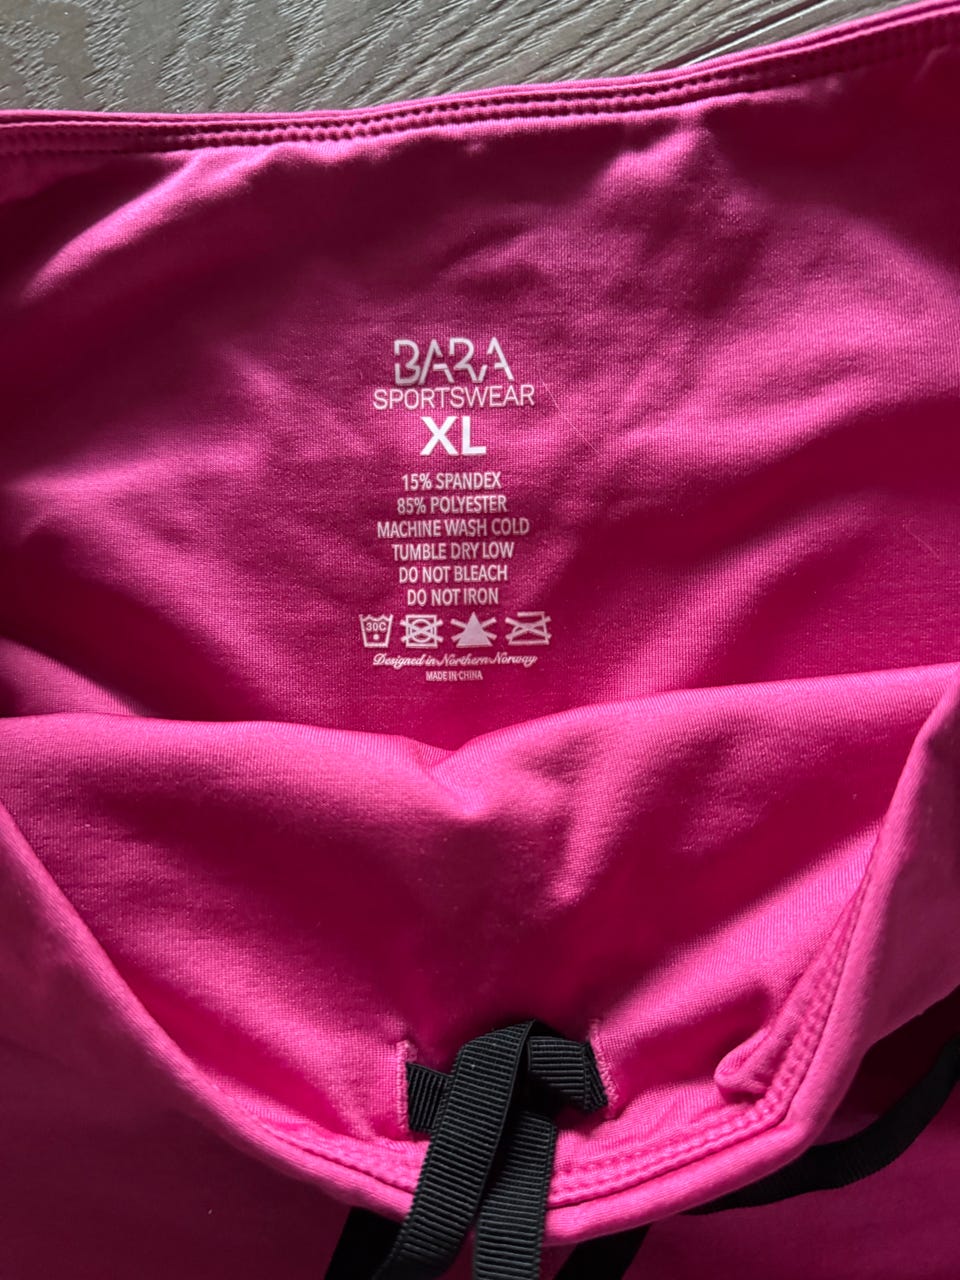 BARA
SPORTSWEAR
XL
15% SPANDEX
85% POLYESTER
MACHINE WASH COLD
TUMBLE DRY LOW
DO NOT BLEACH
DO NOT IRON
30C
Designed in Northern Norway
MADE IN CHINA